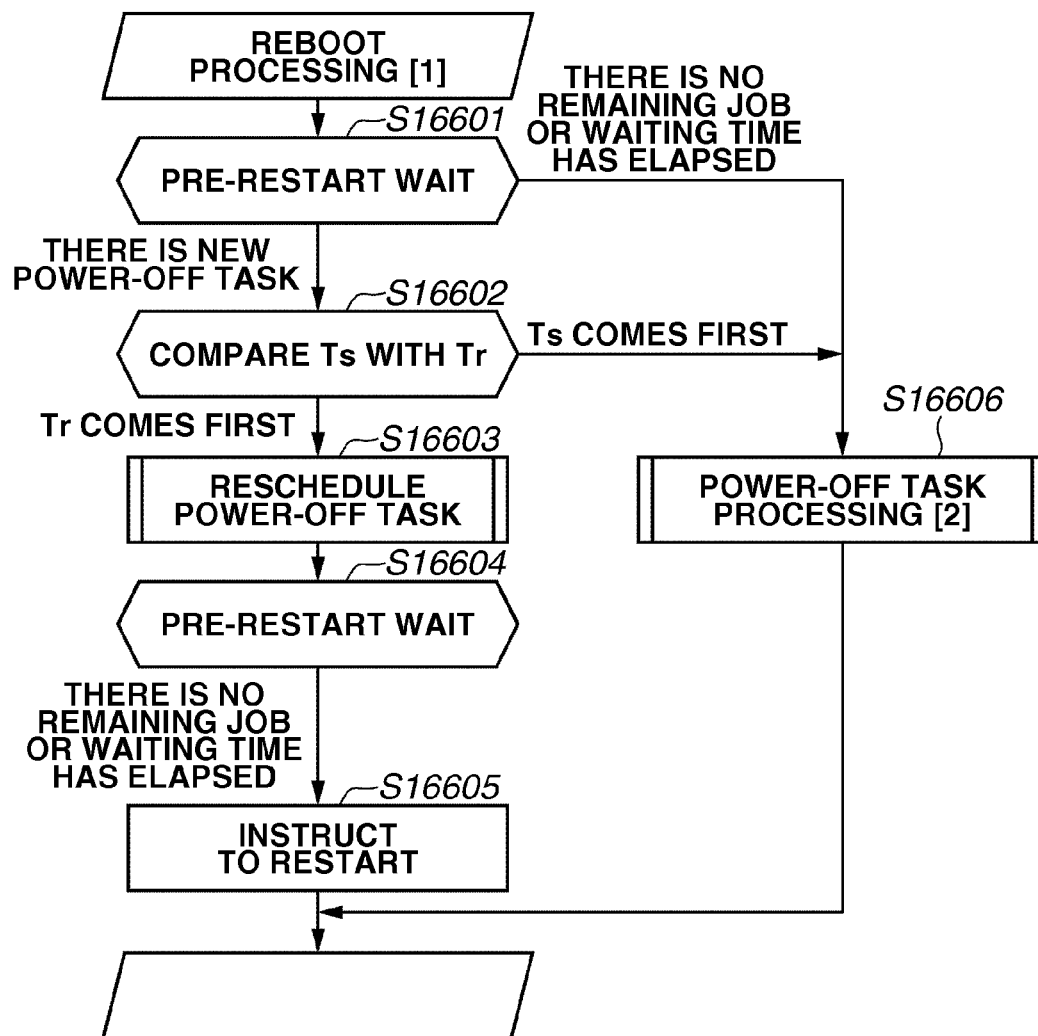 REBOOT
PROCESSING [1]
THERE IS NO
REMAINING JOB
OR WAITING TIME
HAS ELAPSED
S16601
PRE-RESTART WAIT
THERE IS NEW
POWER-OFF TASK
S16602
COMPARE Ts WITH Tr
Ts COMES FIRST
Tr COMES FIRST
S16603
RESCHEDULE
POWER-OFF TASK
S16606
POWER-OFF TASK
PROCESSING [2]
S16604
PRE-RESTART WAIT
THERE IS NO
REMAINING JOB
OR WAITING TIME
HAS ELAPSED
S16605
INSTRUCT
TO RESTART